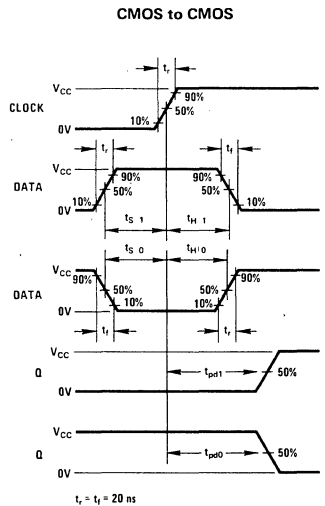 CMOS to CMOS
tr
VCC
90%
CLOCK
50%
10%
0V
tr
tf
VCC
90%
90%
DATA
50%
50%
10%
10%
0V
tS 1
tH 1
tS 0
tH 0
VCC
90%
90%
DATA
50%
50%
10%
10%
0V
tf
tr
VCC
tpd1
50%
Q
0V
VCC
Q
tpd0
50%
0V
tr = tf = 20 ns